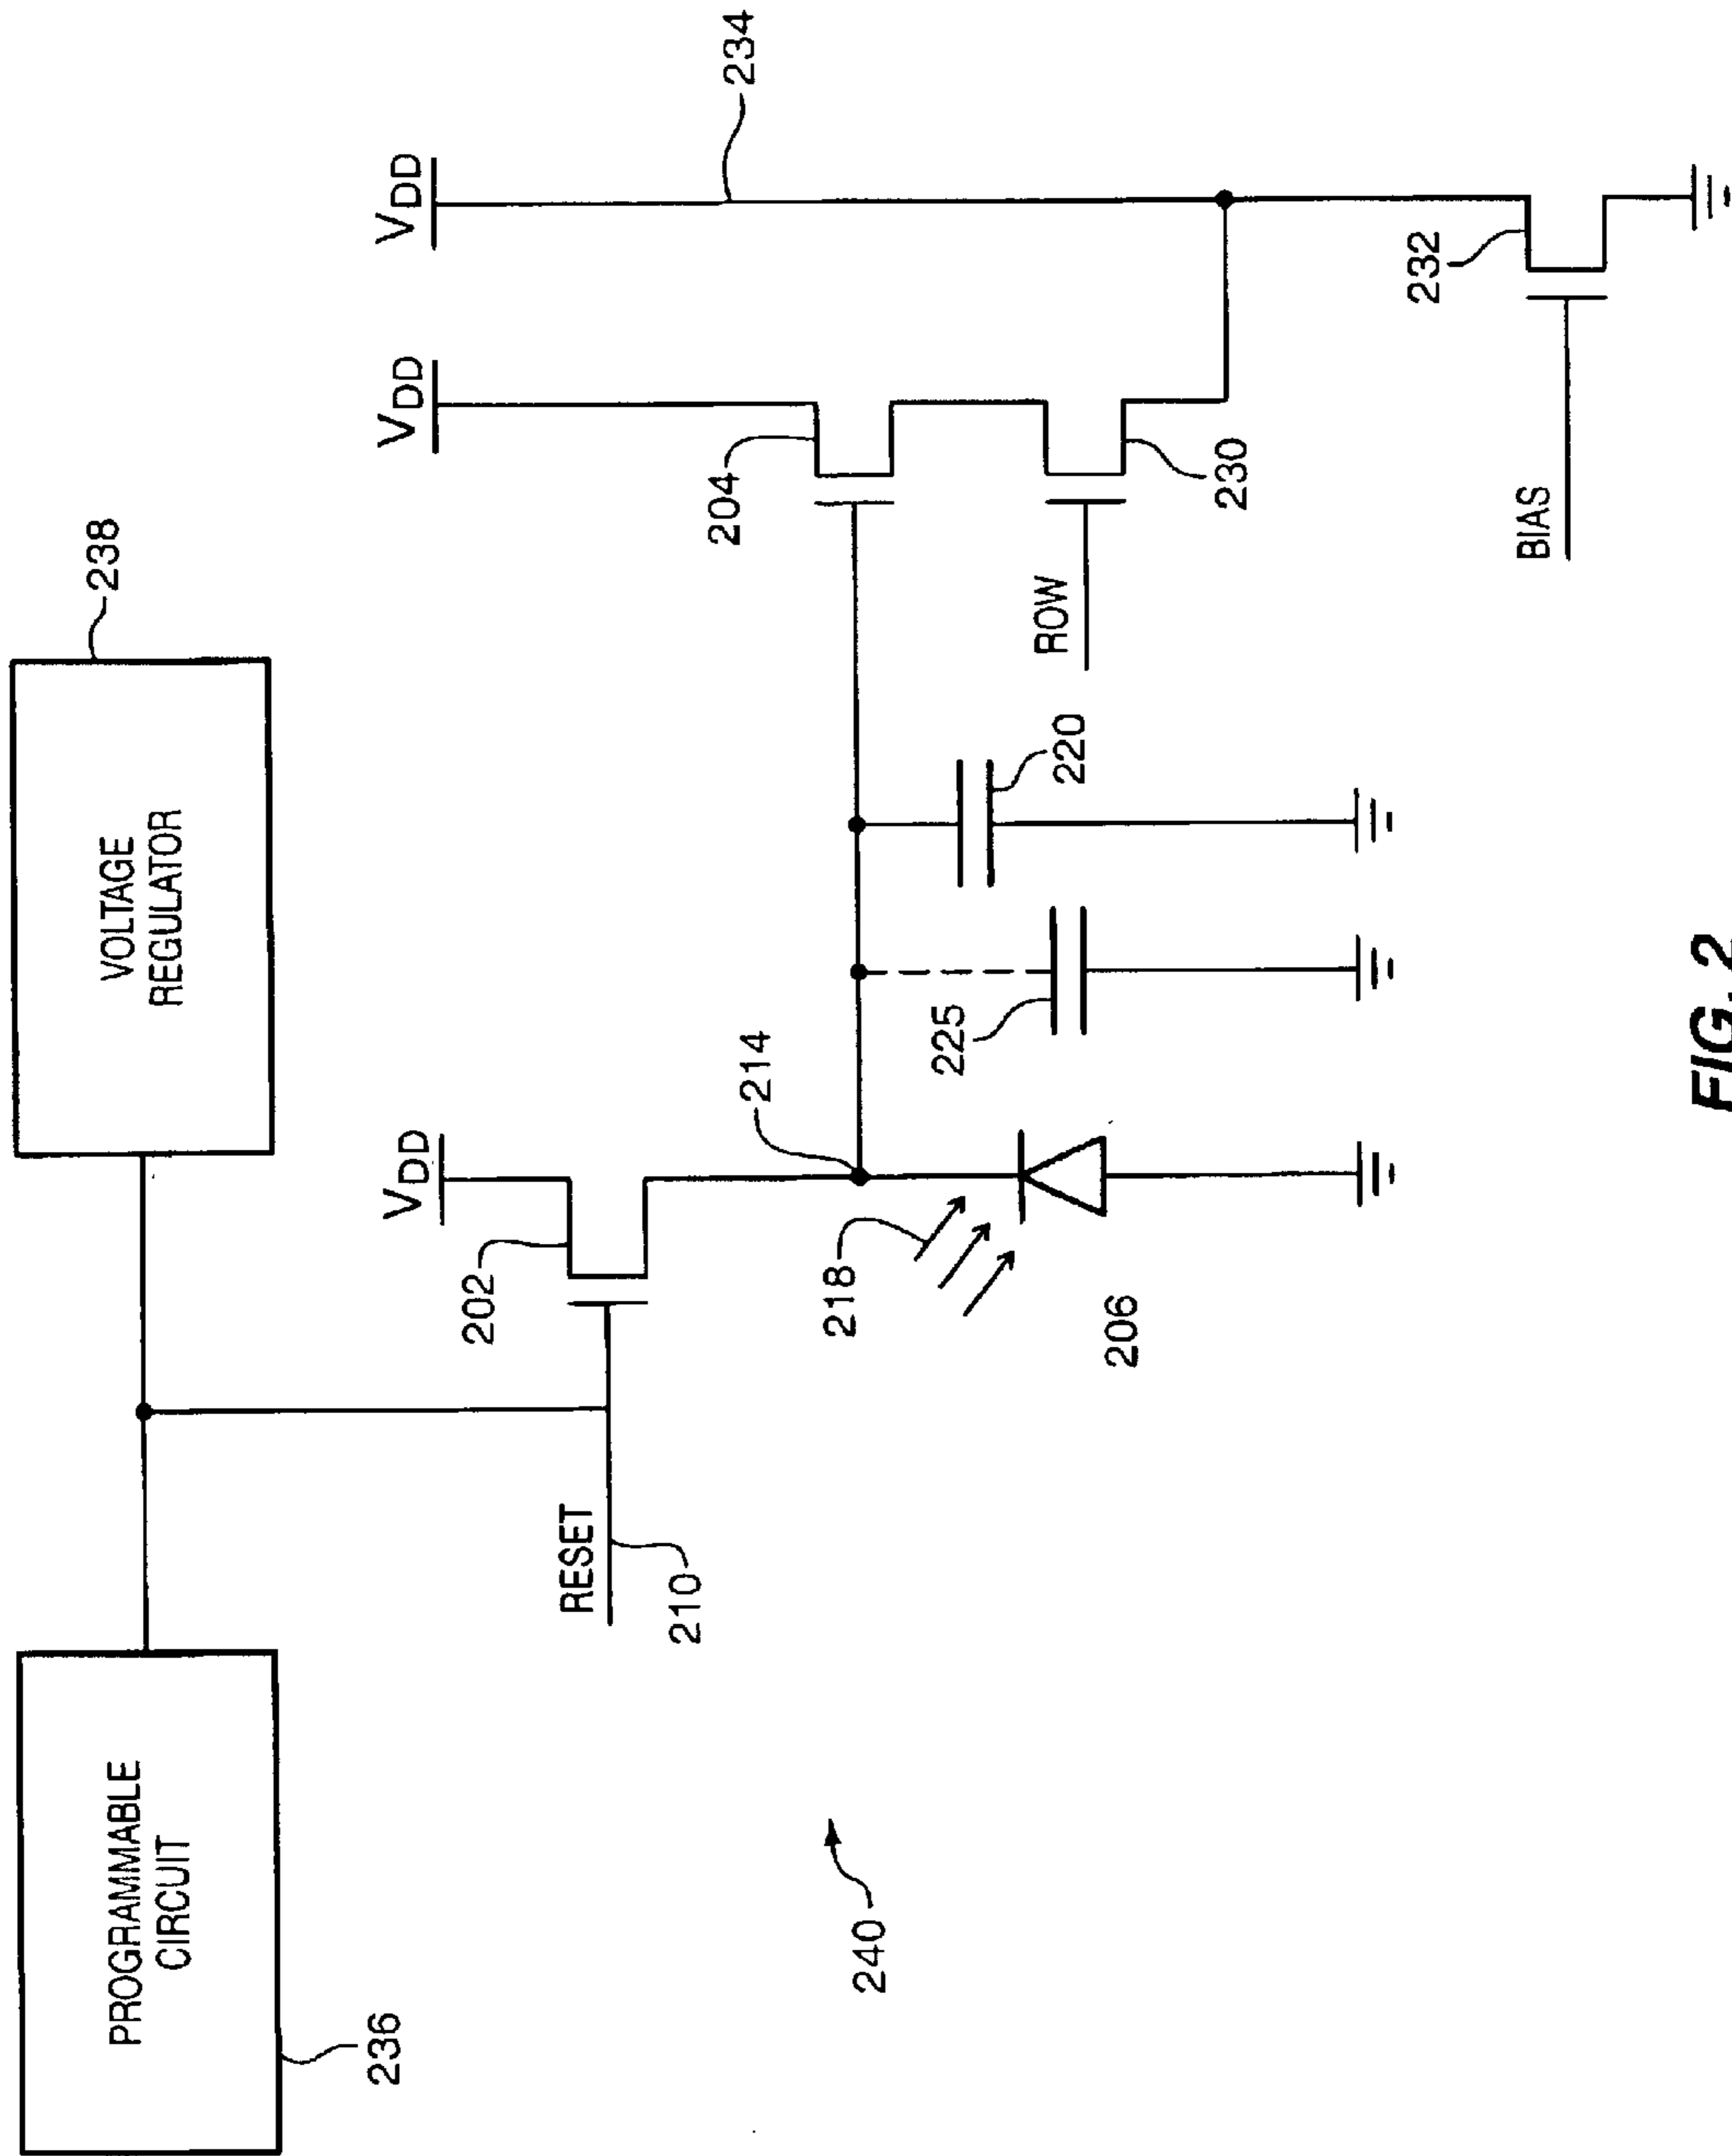 PROGRAMMABLE
CIRCUIT
236
VOLTAGE
REGULATOR
238
RESET
210
202
VDD
214
218
206
225
220
VDD
204
ROW
230
VDD
234
BIAS
232
240
FIG. 2